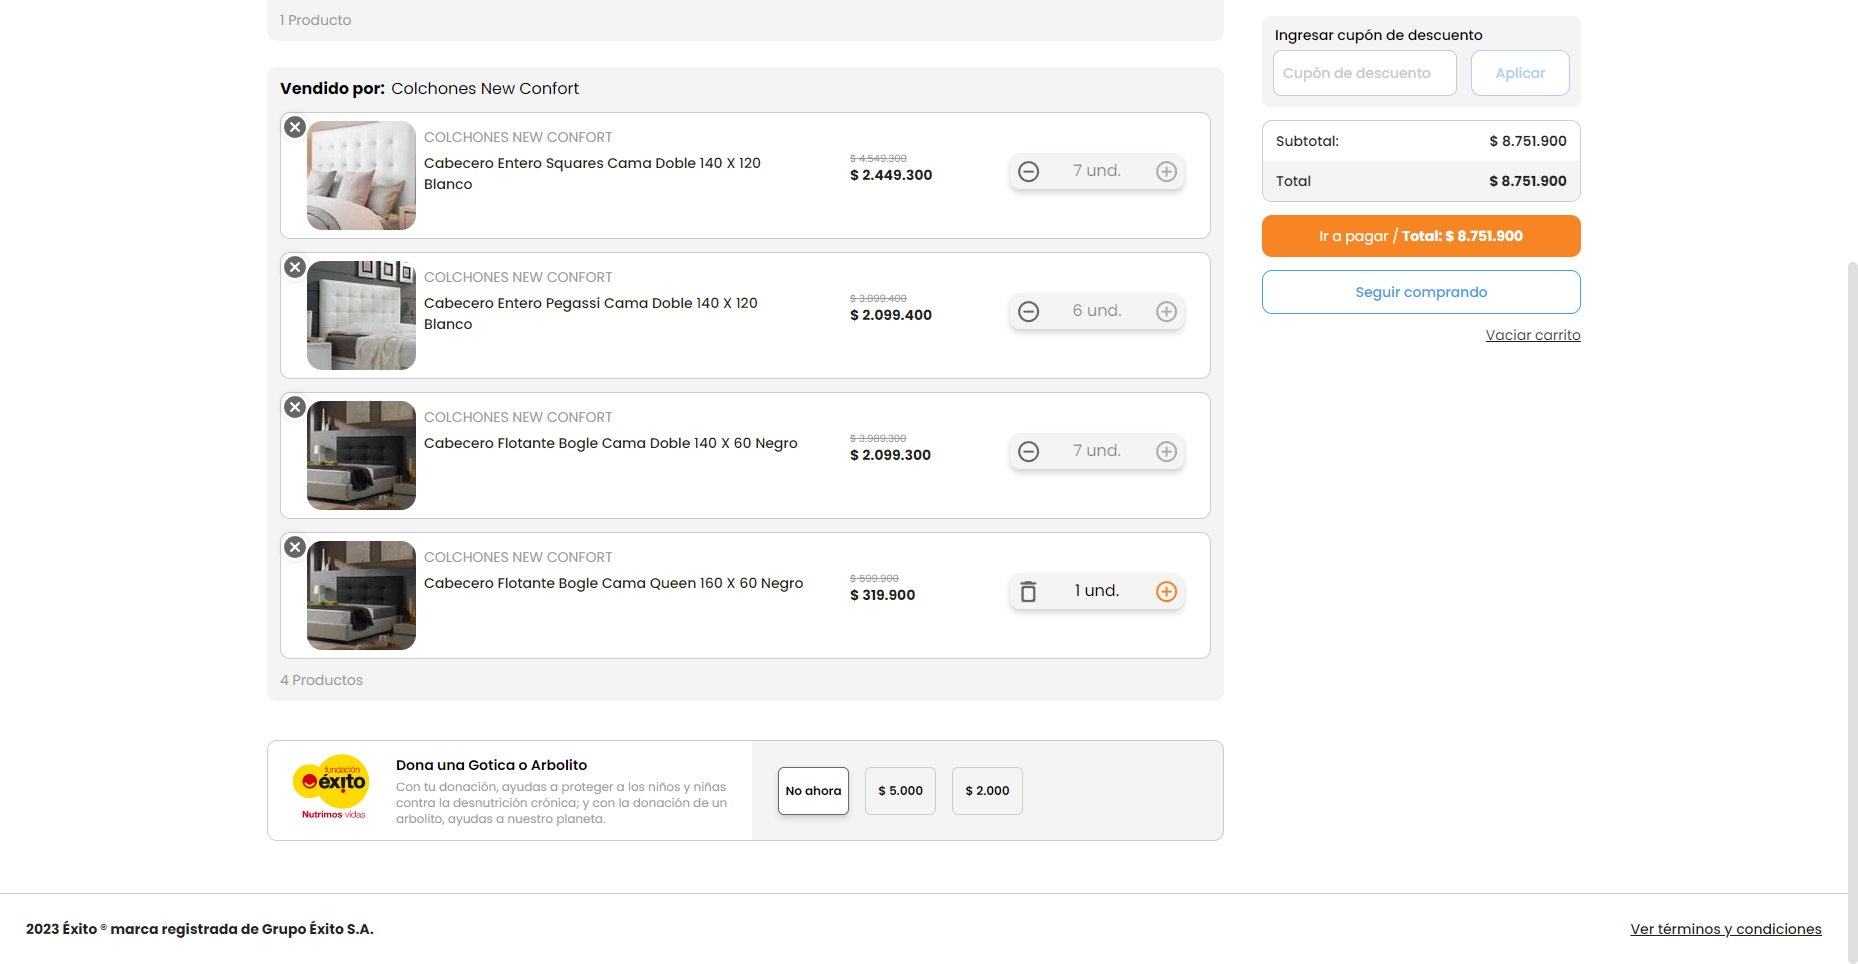 1 Producto
Vendido por: Colchones New Confort
COLCHONES NEW CONFORT
Cabecero Entero Squares Cama Doble 140 X 120
Blanco
$ 4.549.300
$ 2.449.300
7 und.
COLCHONES NEW CONFORT
Cabecero Entero Pegassi Cama Doble 140 X 120
Blanco
$ 3.899.400
$ 2.099.400
6 und.
COLCHONES NEW CONFORT
Cabecero Flotante Bogle Cama Doble 140 X 60 Negro
$ 3.989.300
$ 2.099.300
7 und.
COLCHONES NEW CONFORT
Cabecero Flotante Bogle Cama Queen 160 X 60 Negro
$ 599.900
$ 319.900
1 und.
4 Productos
fundación
éxito
Nutrimos vidas
Dona una Gotica o Arbolito
Con tu donación, ayudas a proteger a los niños y niñas
contra la desnutrición crónica; y con la donación de un
arbolito, ayudas a nuestro planeta.
No ahora
$ 5.000
$ 2.000
Ingresar cupón de descuento
Cupón de descuento
Aplicar
Subtotal: $ 8.751.900
Total $ 8.751.900
Ir a pagar / Total: $ 8.751.900
Seguir comprando
Vaciar carrito
2023 Éxito ® marca registrada de Grupo Éxito S.A.
Ver términos y condiciones